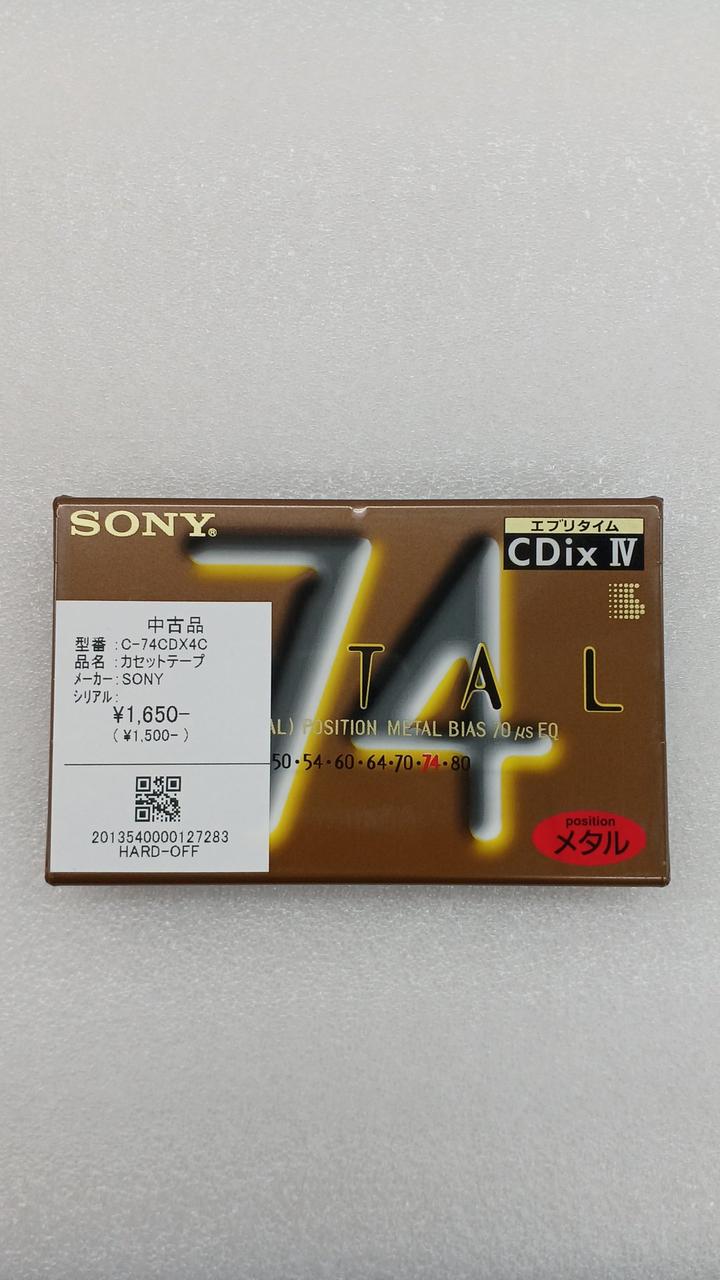 SONY®
エブリタイム
CDix Ⅳ
74
T A L
AL) POSITION METAL BIAS 70 μs EQ
50・54・60・64・70・74・80
position
メタル
中古品
型番 : C-74CDX4C
品名 : カセットテープ
メーカー: SONY
シリアル:
¥1,650-
( ¥1,500- )
2013540000127283
HARD-OFF